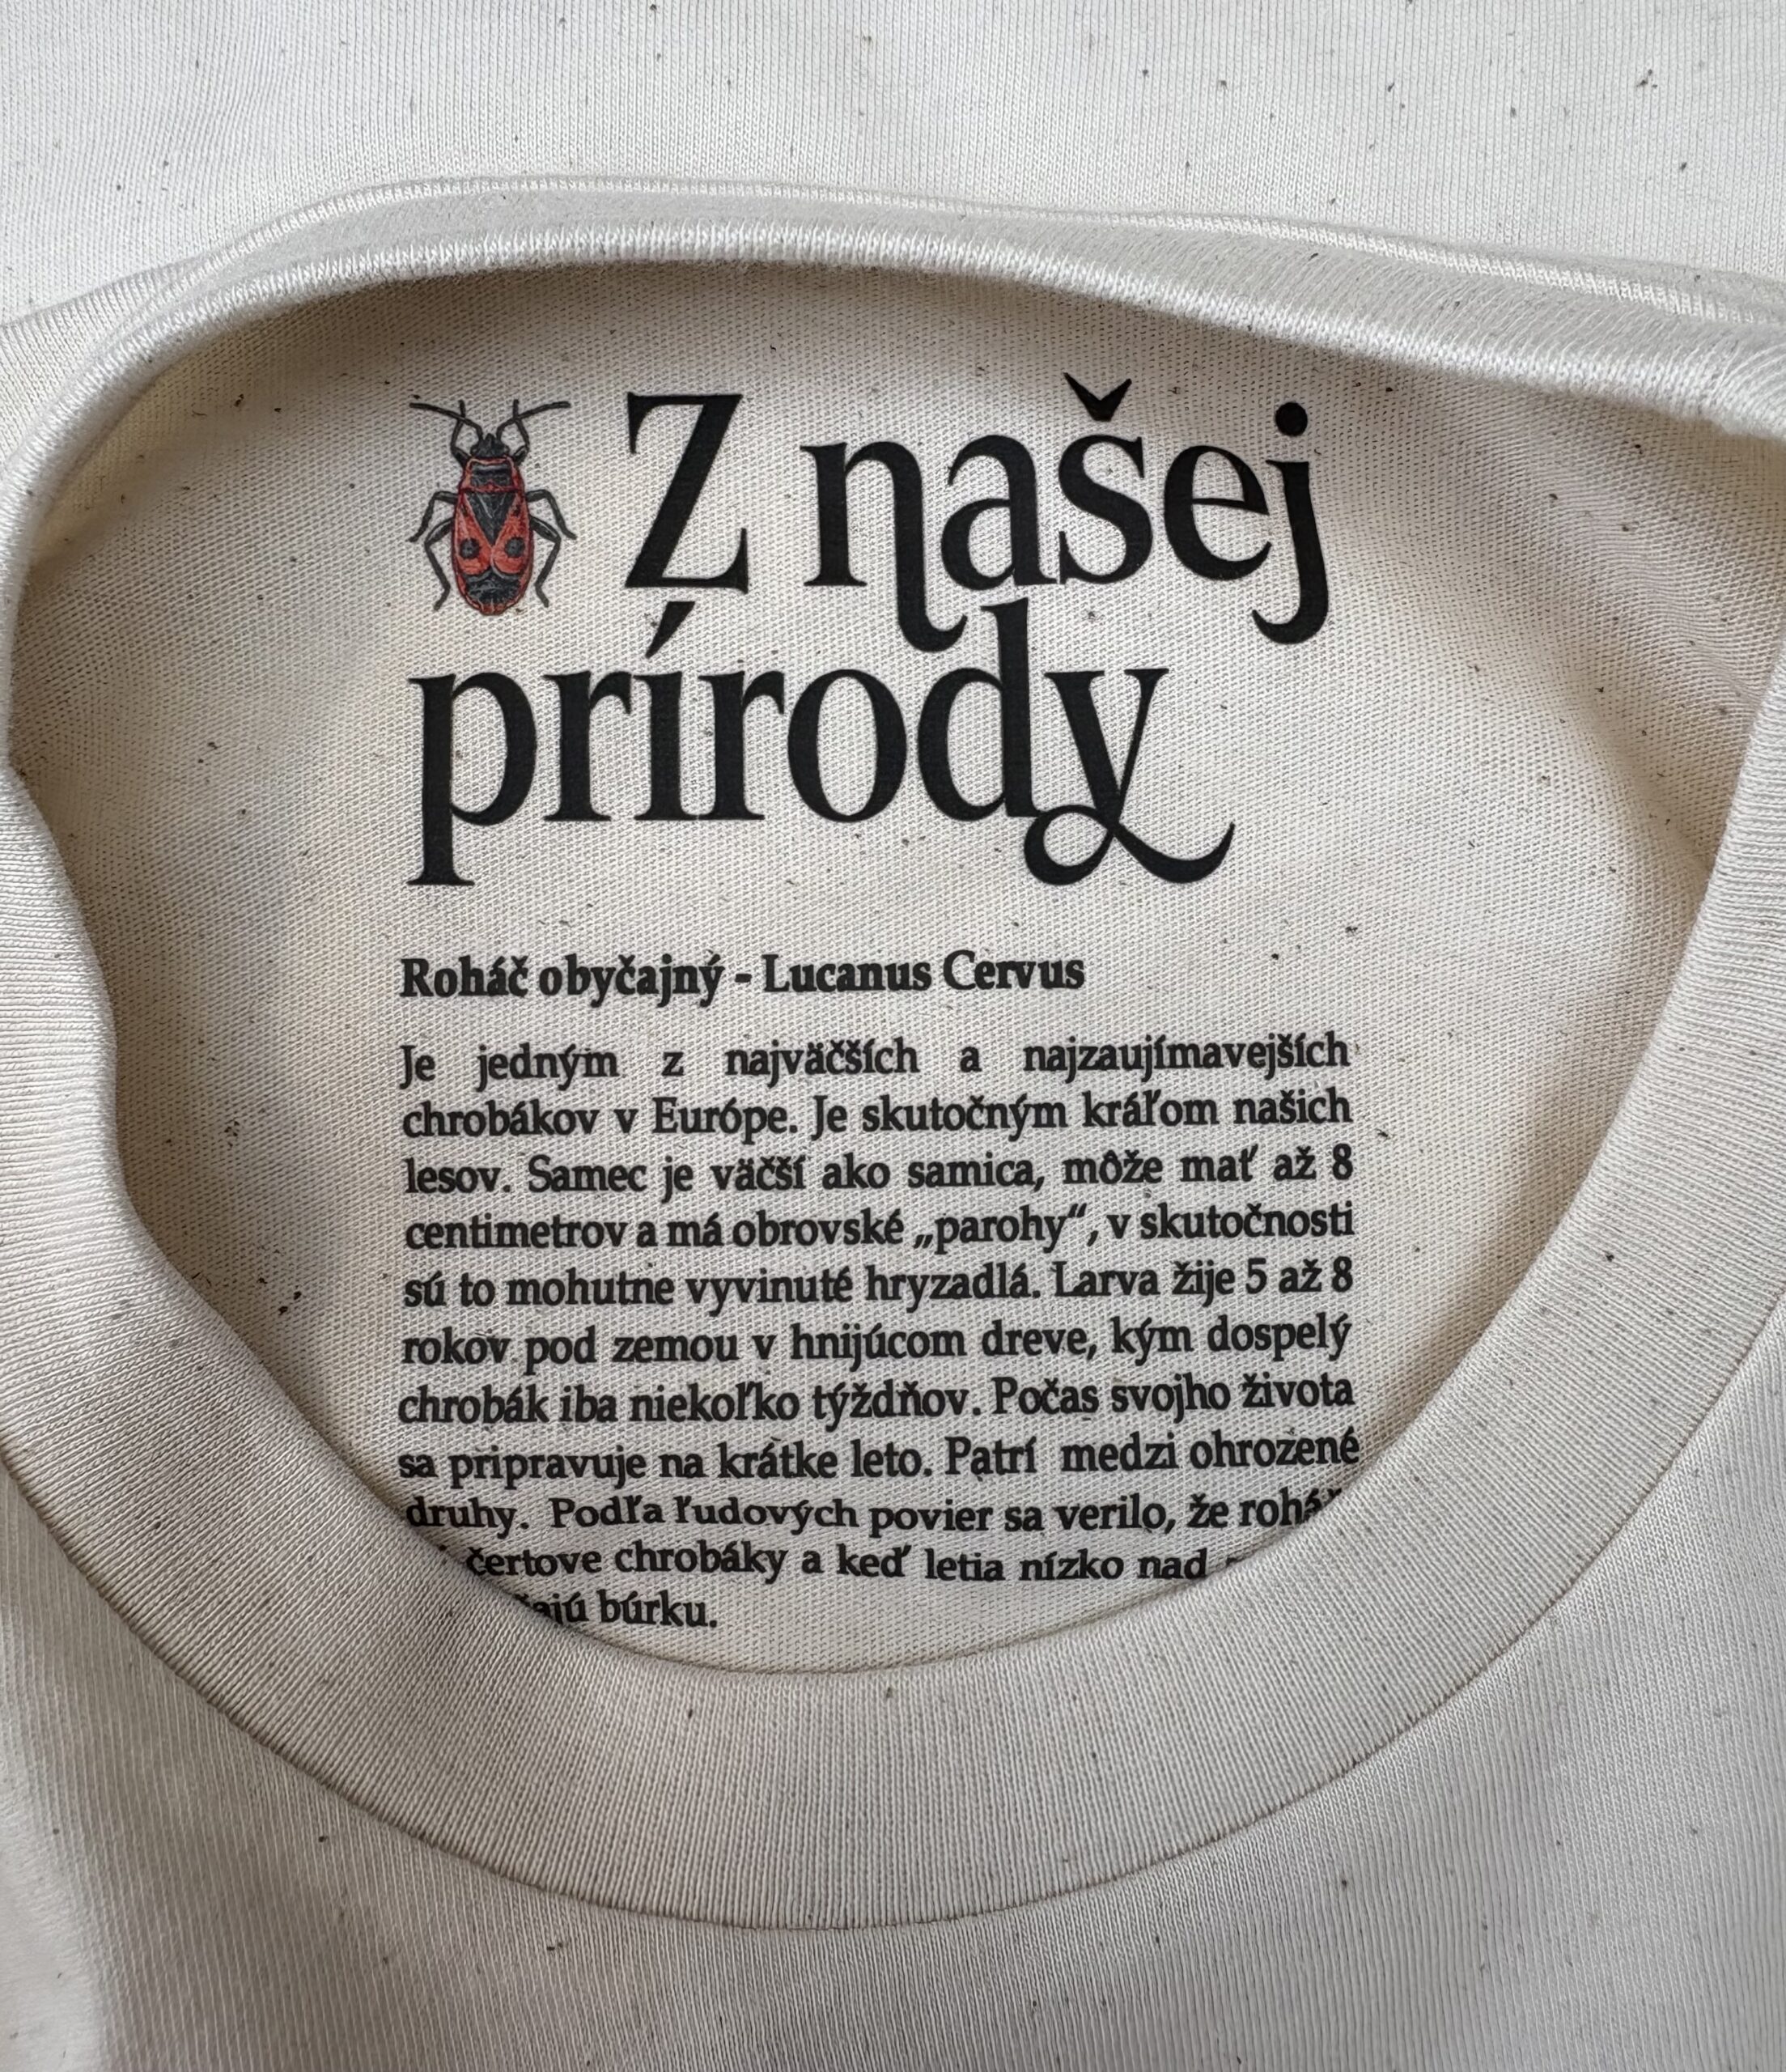 Z našej
prírody
Roháč obyčajný - Lucanus Cervus
Je jedným z najväčších a najzaujímavejších
chrobákov v Európe. Je skutočným kráľom našich
lesov. Samec je väčší ako samica, môže mať až 8
centimetrov a má obrovské „parohy“, v skutočnosti
sú to mohutne vyvinuté hryzadlá. Larva žije 5 až 8
rokov pod zemou v hnijúcom dreve, kým dospelý
chrobák iba niekoľko týždňov. Počas svojho života
sa pripravuje na krátke leto. Patrí medzi ohrozené
druhy. Podľa ľudových povier sa verilo, že
čertove chrobáky a keď letia nízko nad
búrku.